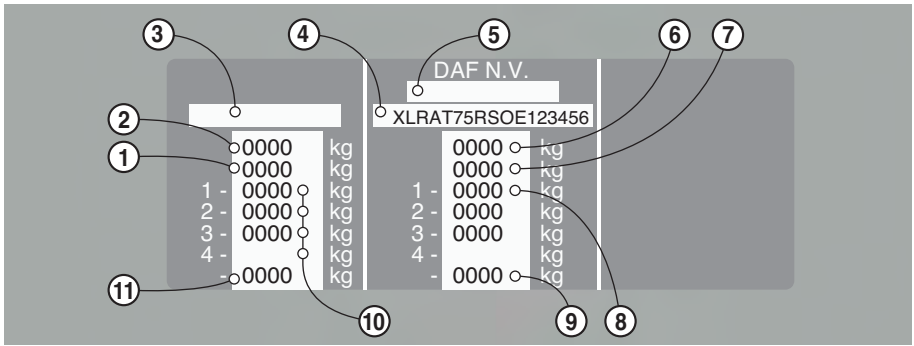 3 4 5 6 7
DAF N.V.
XLRAT75RSOE123456
2 0000 kg 0000 kg
1 0000 kg 0000 kg
1 - 0000 kg 1 - 0000 kg
2 - 0000 kg 2 - 0000 kg
3 - 0000 kg 3 - 0000 kg
4 - kg 4 - kg
- 0000 kg - 0000 kg
11 10 9 8